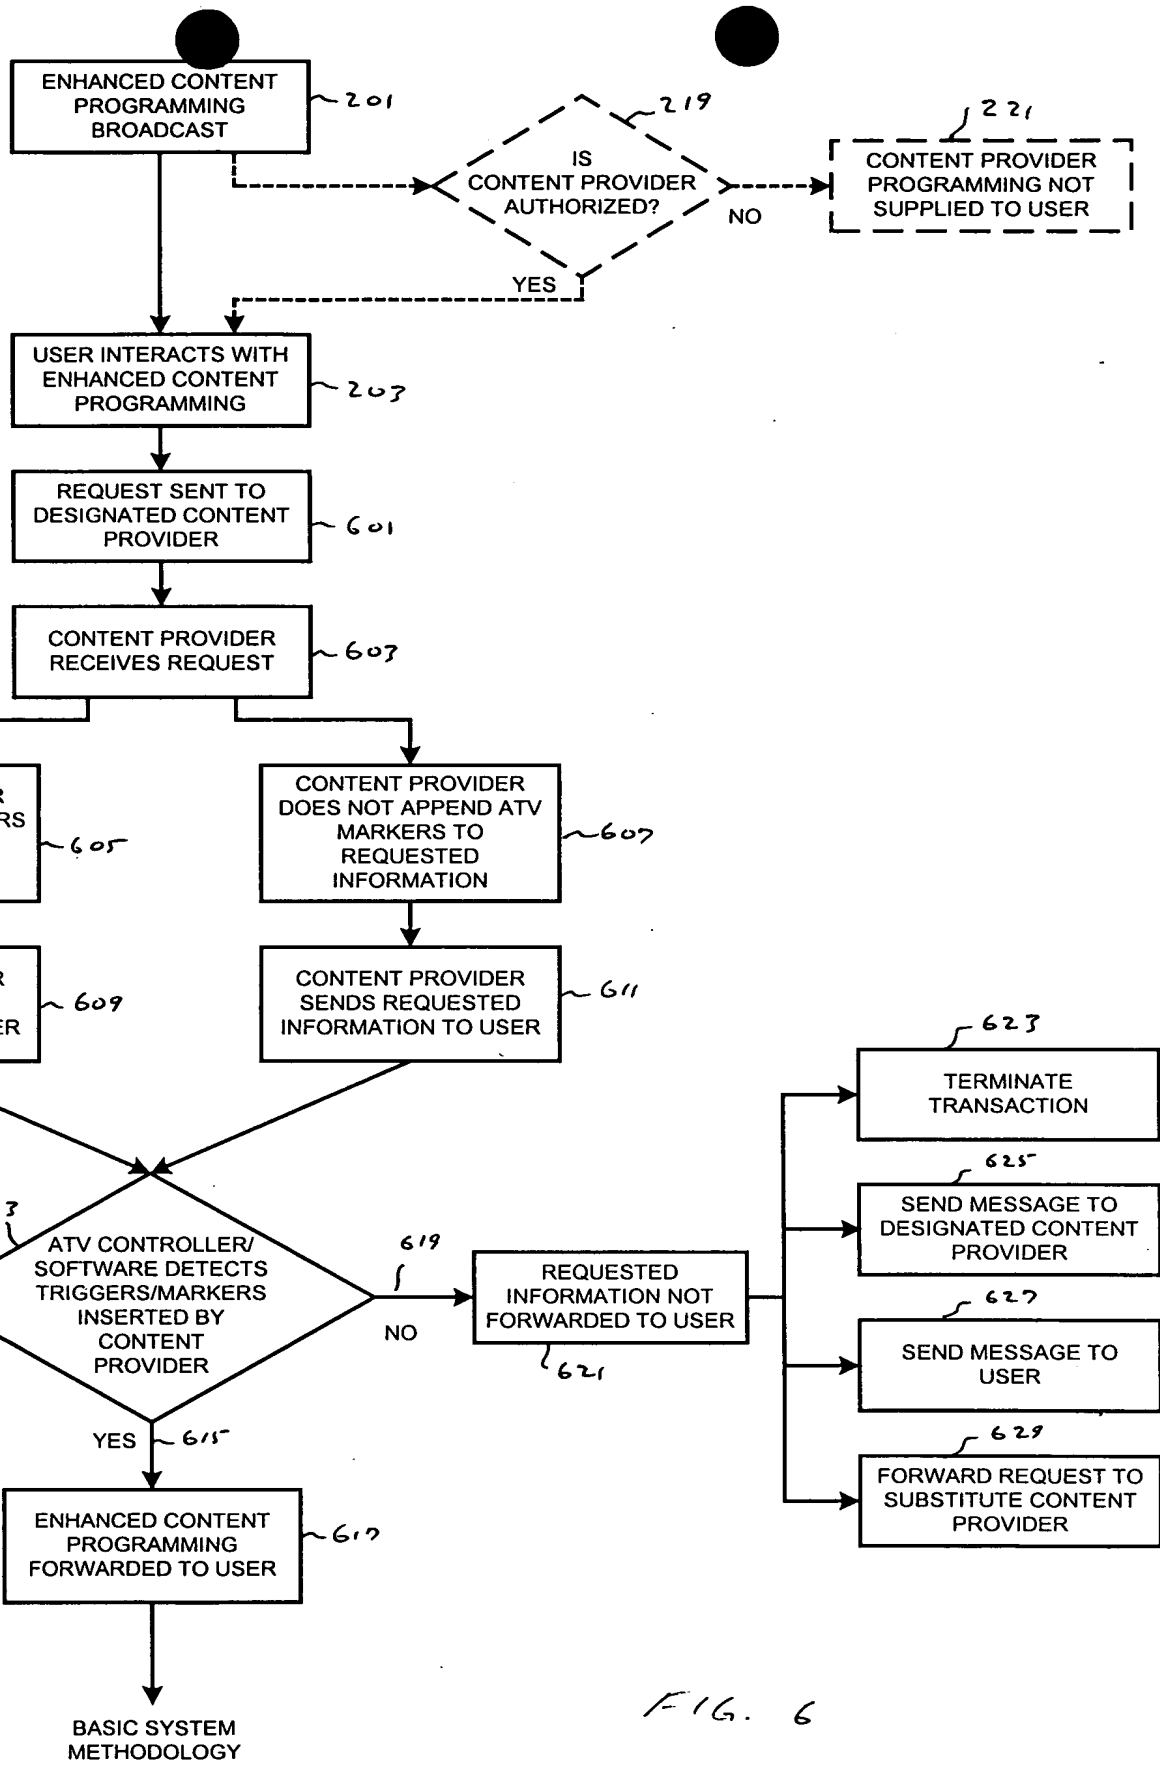 ENHANCED CONTENT
PROGRAMMING
BROADCAST
201
219
IS
CONTENT PROVIDER
AUTHORIZED?
NO
YES
221
CONTENT PROVIDER
PROGRAMMING NOT
SUPPLIED TO USER
USER INTERACTS WITH
ENHANCED CONTENT
PROGRAMMING
203
REQUEST SENT TO
DESIGNATED CONTENT
PROVIDER
601
CONTENT PROVIDER
RECEIVES REQUEST
603
R
RS
605
CONTENT PROVIDER
DOES NOT APPEND ATV
MARKERS TO
REQUESTED
INFORMATION
607
R
ER
609
CONTENT PROVIDER
SENDS REQUESTED
INFORMATION TO USER
611
3
ATV CONTROLLER/
SOFTWARE DETECTS
TRIGGERS/MARKERS
INSERTED BY
CONTENT
PROVIDER
619
NO
REQUESTED
INFORMATION NOT
FORWARDED TO USER
621
623
TERMINATE
TRANSACTION
625
SEND MESSAGE TO
DESIGNATED CONTENT
PROVIDER
627
SEND MESSAGE TO
USER
629
FORWARD REQUEST TO
SUBSTITUTE CONTENT
PROVIDER
YES
615
ENHANCED CONTENT
PROGRAMMING
FORWARDED TO USER
617
BASIC SYSTEM
METHODOLOGY
FIG. 6